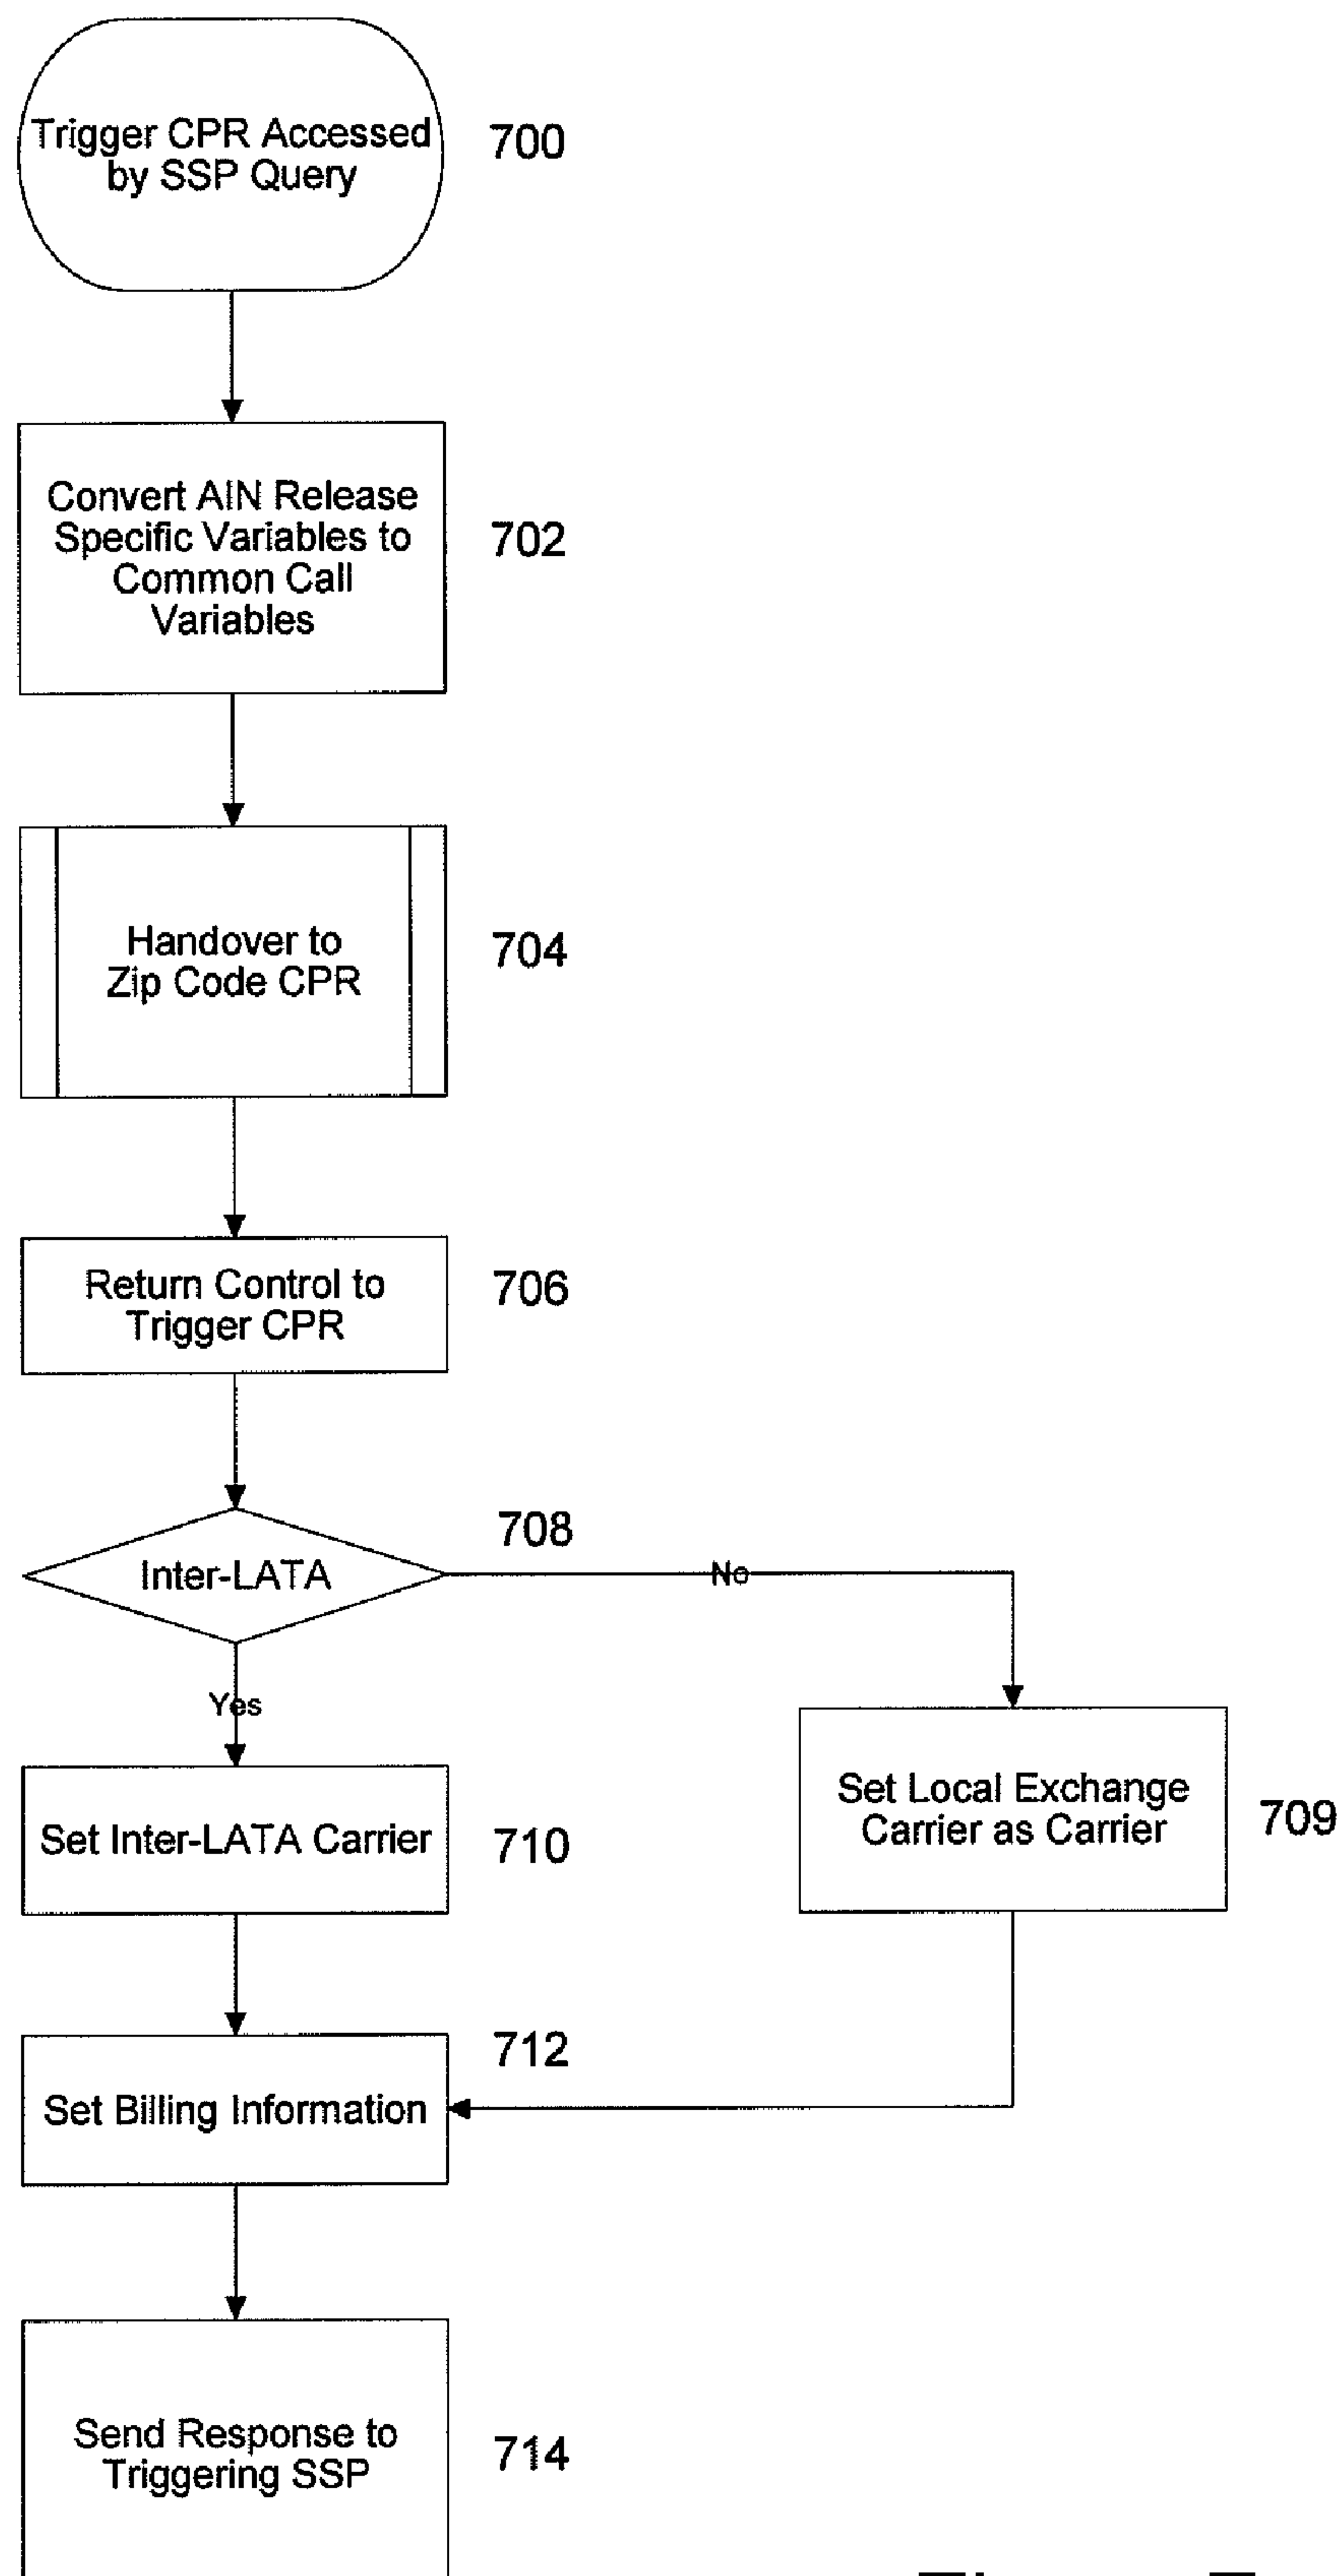 Trigger CPR Accessed
by SSP Query
700
Convert AIN Release
Specific Variables to
Common Call
Variables
702
Handover to
Zip Code CPR
704
Return Control to
Trigger CPR
706
Inter-LATA
708
No
Yes
Set Local Exchange
Carrier as Carrier
709
Set Inter-LATA Carrier
710
712
Set Billing Information
Send Response to
Triggering SSP
714